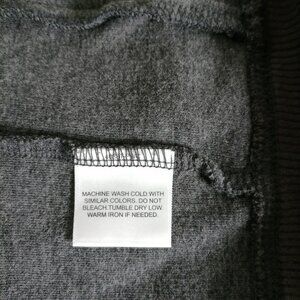 MACHINE WASH COLD WITH
SIMILAR COLORS. DO NOT
BLEACH.TUMBLE DRY LOW.
WARM IRON IF NEEDED.